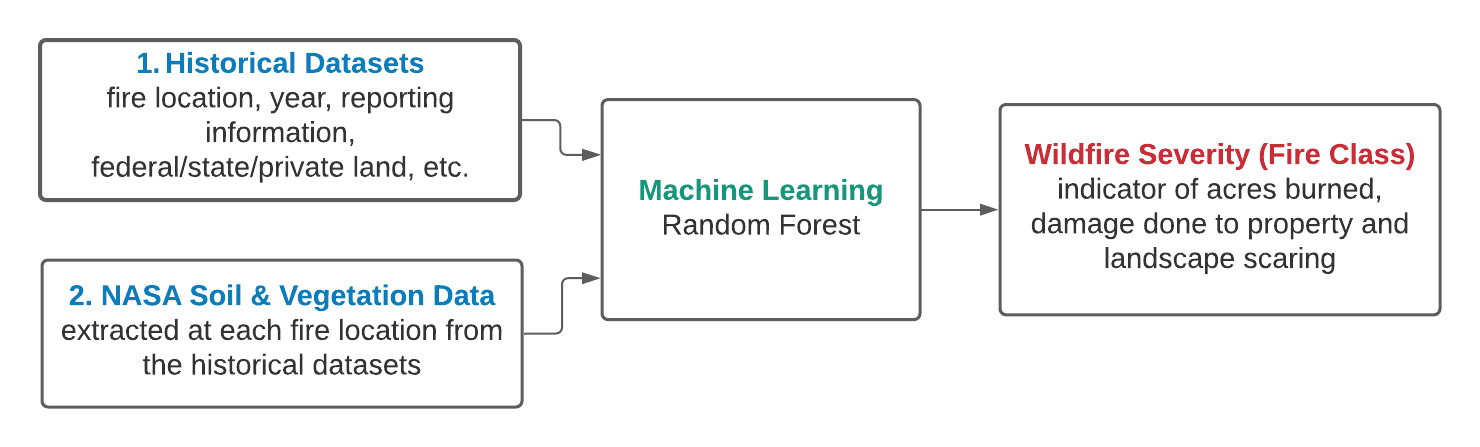 1. Historical Datasets
fire location, year, reporting
information,
federal/state/private land, etc.
2. NASA Soil & Vegetation Data
extracted at each fire location from
the historical datasets
Machine Learning
Random Forest
Wildfire Severity (Fire Class)
indicator of acres burned,
damage done to property and
landscape scaring